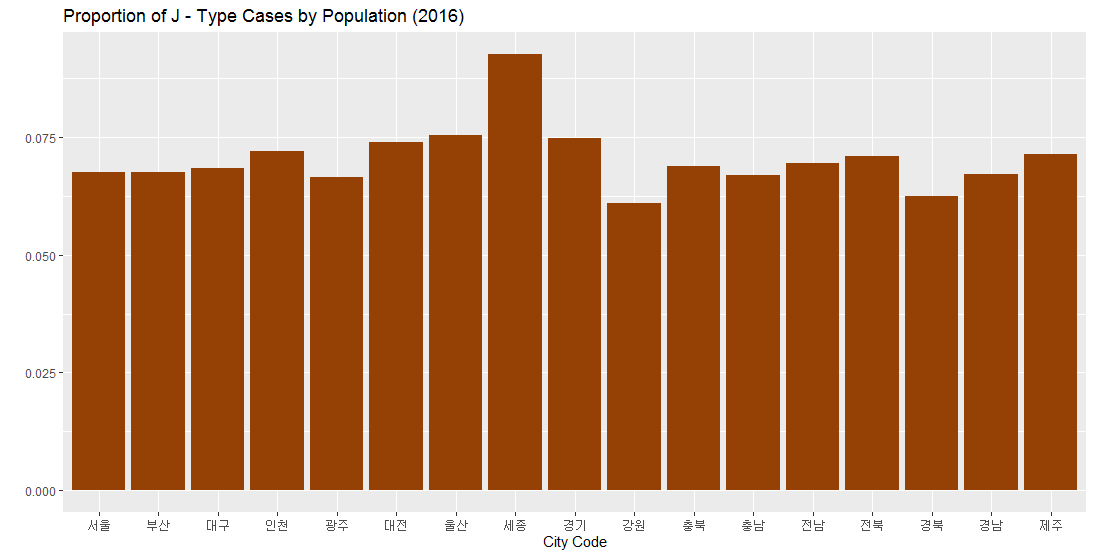 Proportion of J - Type Cases by Population (2016)
0.075
0.050
0.025
0.000
서울 부산 대구 인천 광주 대전 울산 세종 경기 강원 충북 충남 전남 전북 경북 경남 제주
City Code